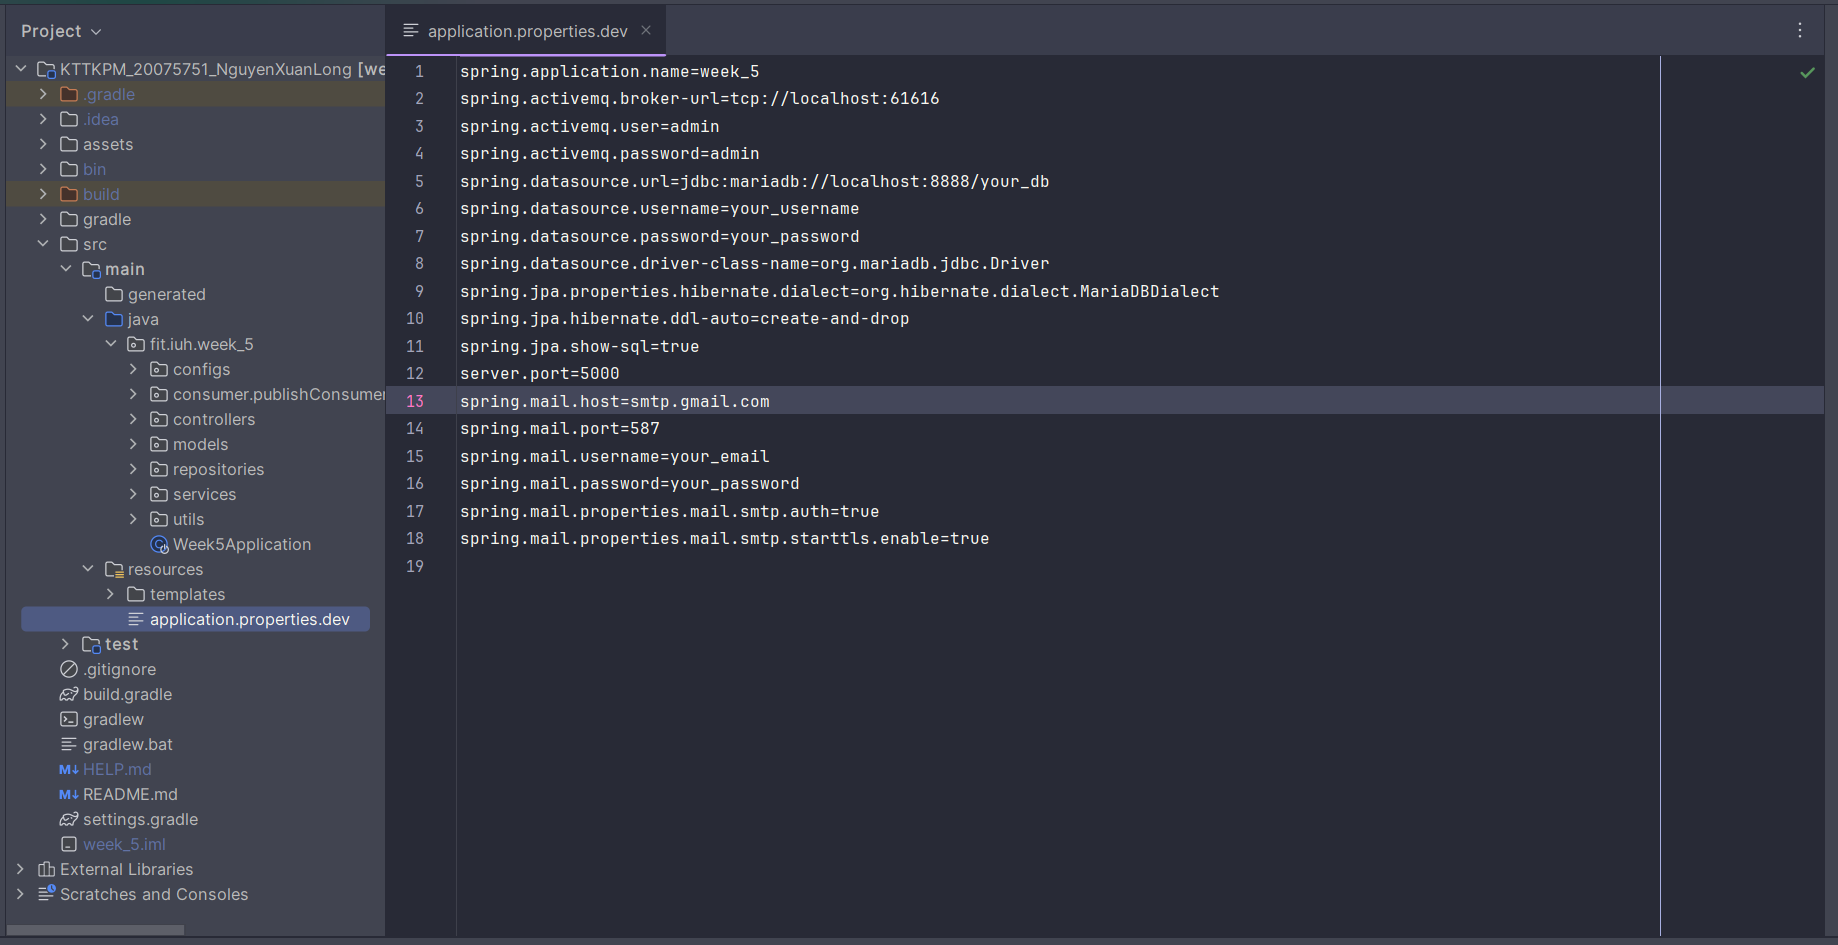 Project
KTTKPM_20075751_NguyenXuanLong [we
.gradle
.idea
assets
bin
build
gradle
src
main
generated
java
fit.iuh.week_5
configs
consumer.publishConsumer
controllers
models
repositories
services
utils
Week5Application
resources
templates
application.properties.dev
test
.gitignore
build.gradle
gradlew
gradlew.bat
M↓ HELP.md
M↓ README.md
settings.gradle
week_5.iml
External Libraries
Scratches and Consoles
application.properties.dev
1 spring.application.name=week_5
2 spring.activemq.broker-url=tcp://localhost:61616
3 spring.activemq.user=admin
4 spring.activemq.password=admin
5 spring.datasource.url=jdbc:mariadb://localhost:8888/your_db
6 spring.datasource.username=your_username
7 spring.datasource.password=your_password
8 spring.datasource.driver-class-name=org.mariadb.jdbc.Driver
9 spring.jpa.properties.hibernate.dialect=org.hibernate.dialect.MariaDBDialect
10 spring.jpa.hibernate.ddl-auto=create-and-drop
11 spring.jpa.show-sql=true
12 server.port=5000
13 spring.mail.host=smtp.gmail.com
14 spring.mail.port=587
15 spring.mail.username=your_email
16 spring.mail.password=your_password
17 spring.mail.properties.mail.smtp.auth=true
18 spring.mail.properties.mail.smtp.starttls.enable=true
19